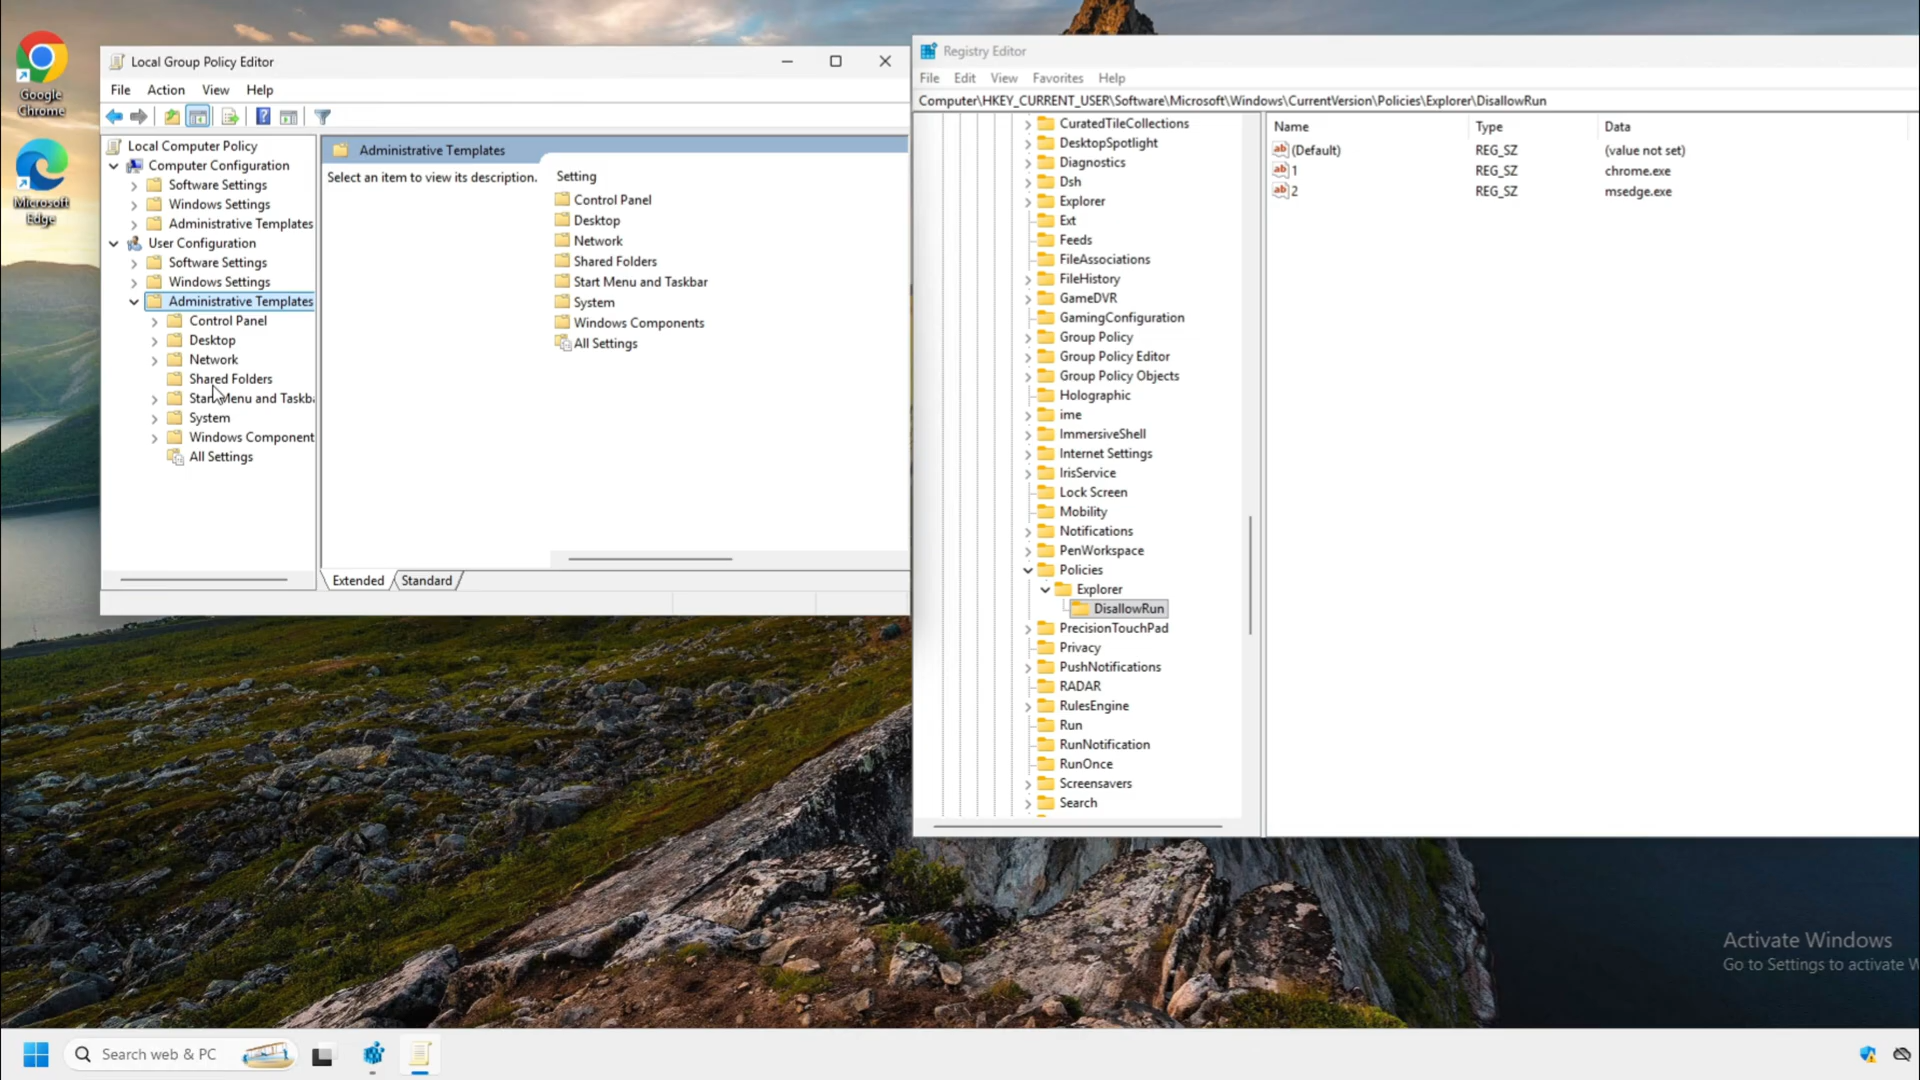 Google
Chrome
Microsoft
Edge
Local Group Policy Editor
File Action View Help
Local Computer Policy
Computer Configuration
Software Settings
Windows Settings
Administrative Templates
User Configuration
Software Settings
Windows Settings
Administrative Templates
Control Panel
Desktop
Network
Shared Folders
Start Menu and Taskba
System
Windows Component
All Settings
Administrative Templates
Select an item to view its description.
Setting
Control Panel
Desktop
Network
Shared Folders
Start Menu and Taskbar
System
Windows Components
All Settings
Extended Standard
Registry Editor
File Edit View Favorites Help
Computer\HKEY_CURRENT_USER\Software\Microsoft\Windows\CurrentVersion\Policies\Explorer\DisallowRun
CuratedTileCollections
DesktopSpotlight
Diagnostics
Dsh
Explorer
Ext
Feeds
FileAssociations
FileHistory
GameDVR
GamingConfiguration
Group Policy
Group Policy Editor
Group Policy Objects
Holographic
ime
ImmersiveShell
Internet Settings
IrisService
Lock Screen
Mobility
Notifications
PenWorkspace
Policies
Explorer
DisallowRun
PrecisionTouchPad
Privacy
PushNotifications
RADAR
RulesEngine
Run
RunNotification
RunOnce
Screensavers
Search
Name Type Data
ab (Default) REG_SZ (value not set)
ab 1 REG_SZ chrome.exe
ab 2 REG_SZ msedge.exe
Activate Windows
Go to Settings to activate W
Search web & PC